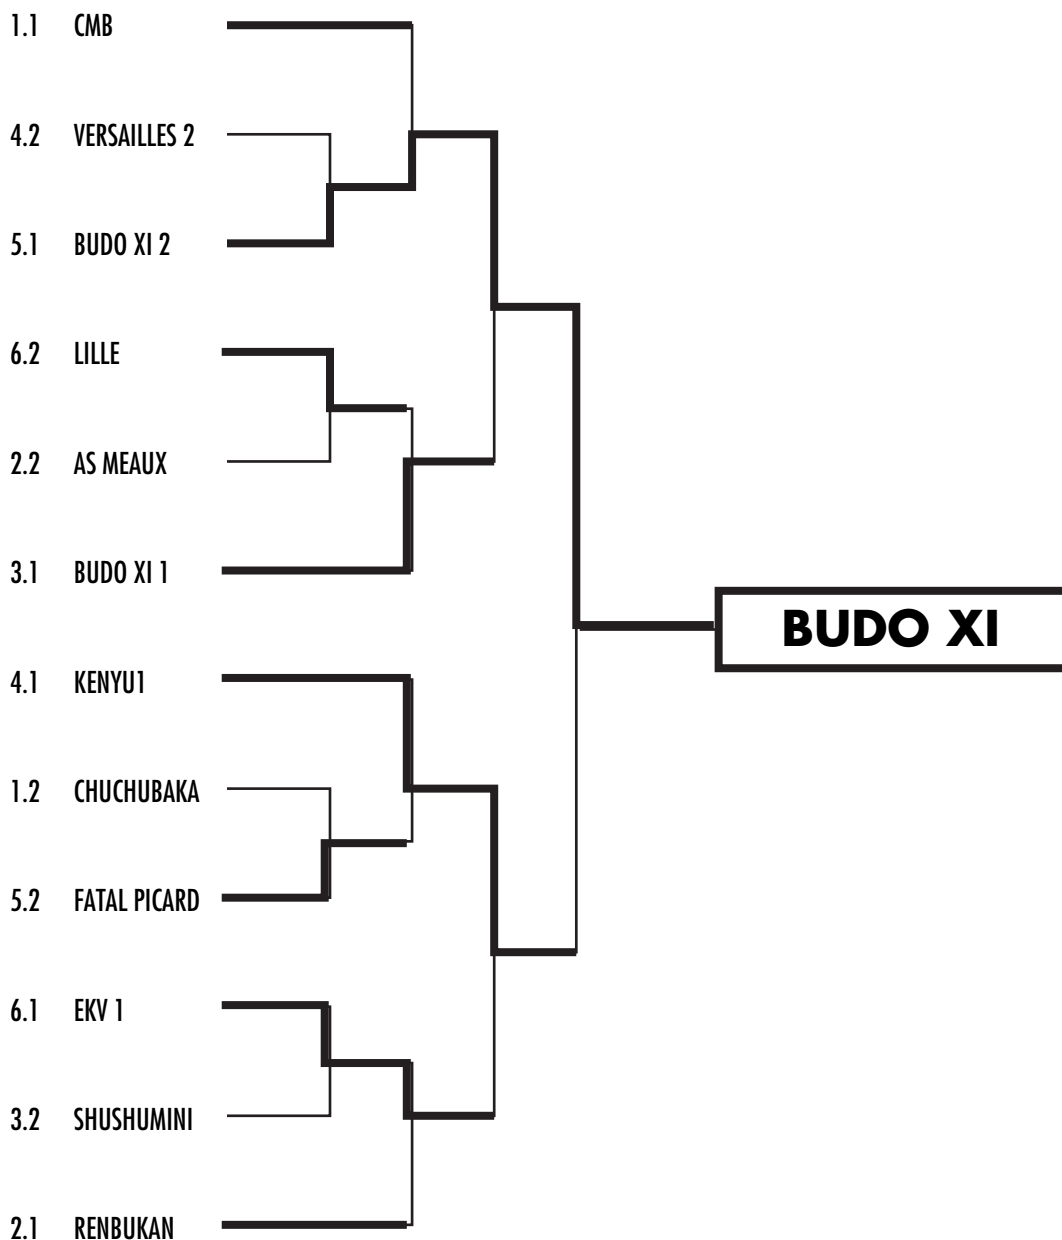 1.1 CMB
4.2 VERSAILLES 2
5.1 BUDO XI 2
6.2 LILLE
2.2 AS MEAUX
3.1 BUDO XI 1
BUDO XI
4.1 KENYU1
1.2 CHUCHUBAKA
5.2 FATAL PICARD
6.1 EKV 1
3.2 SHUSHUMINI
2.1 RENBUKAN